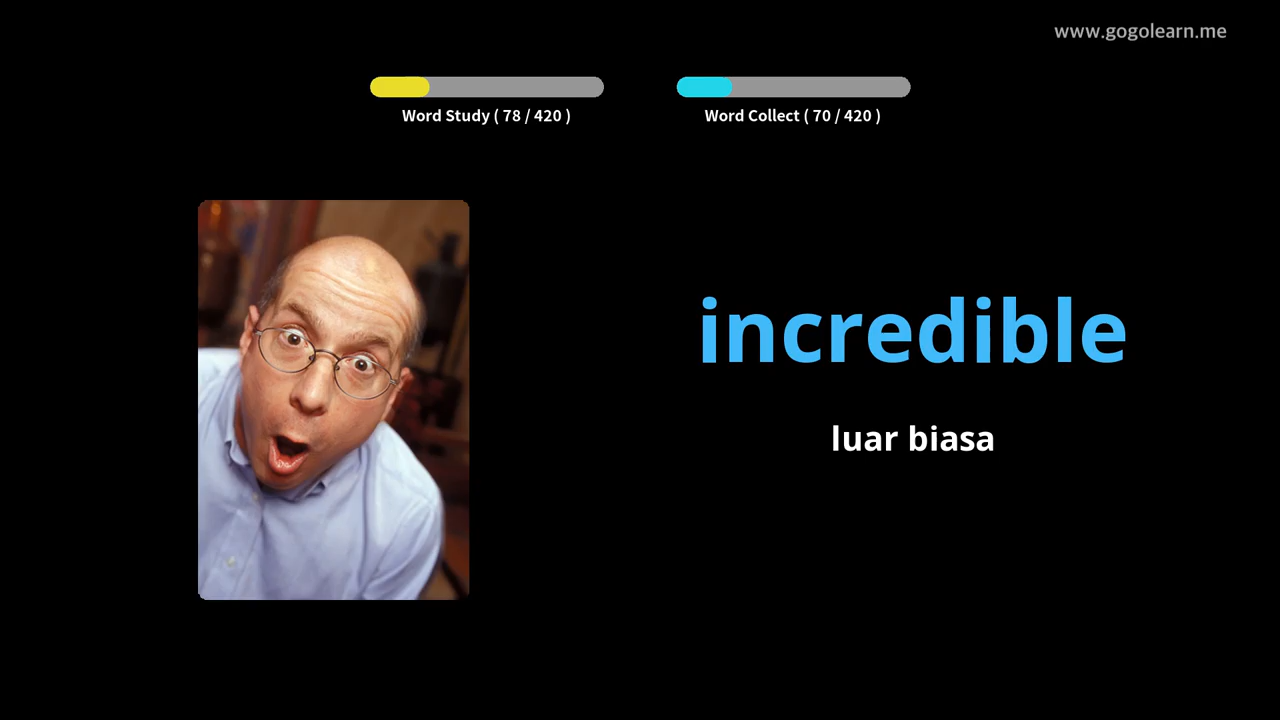 www.gogolearn.me
Word Study ( 78 / 420 )
Word Collect ( 70 / 420 )
incredible
luar biasa